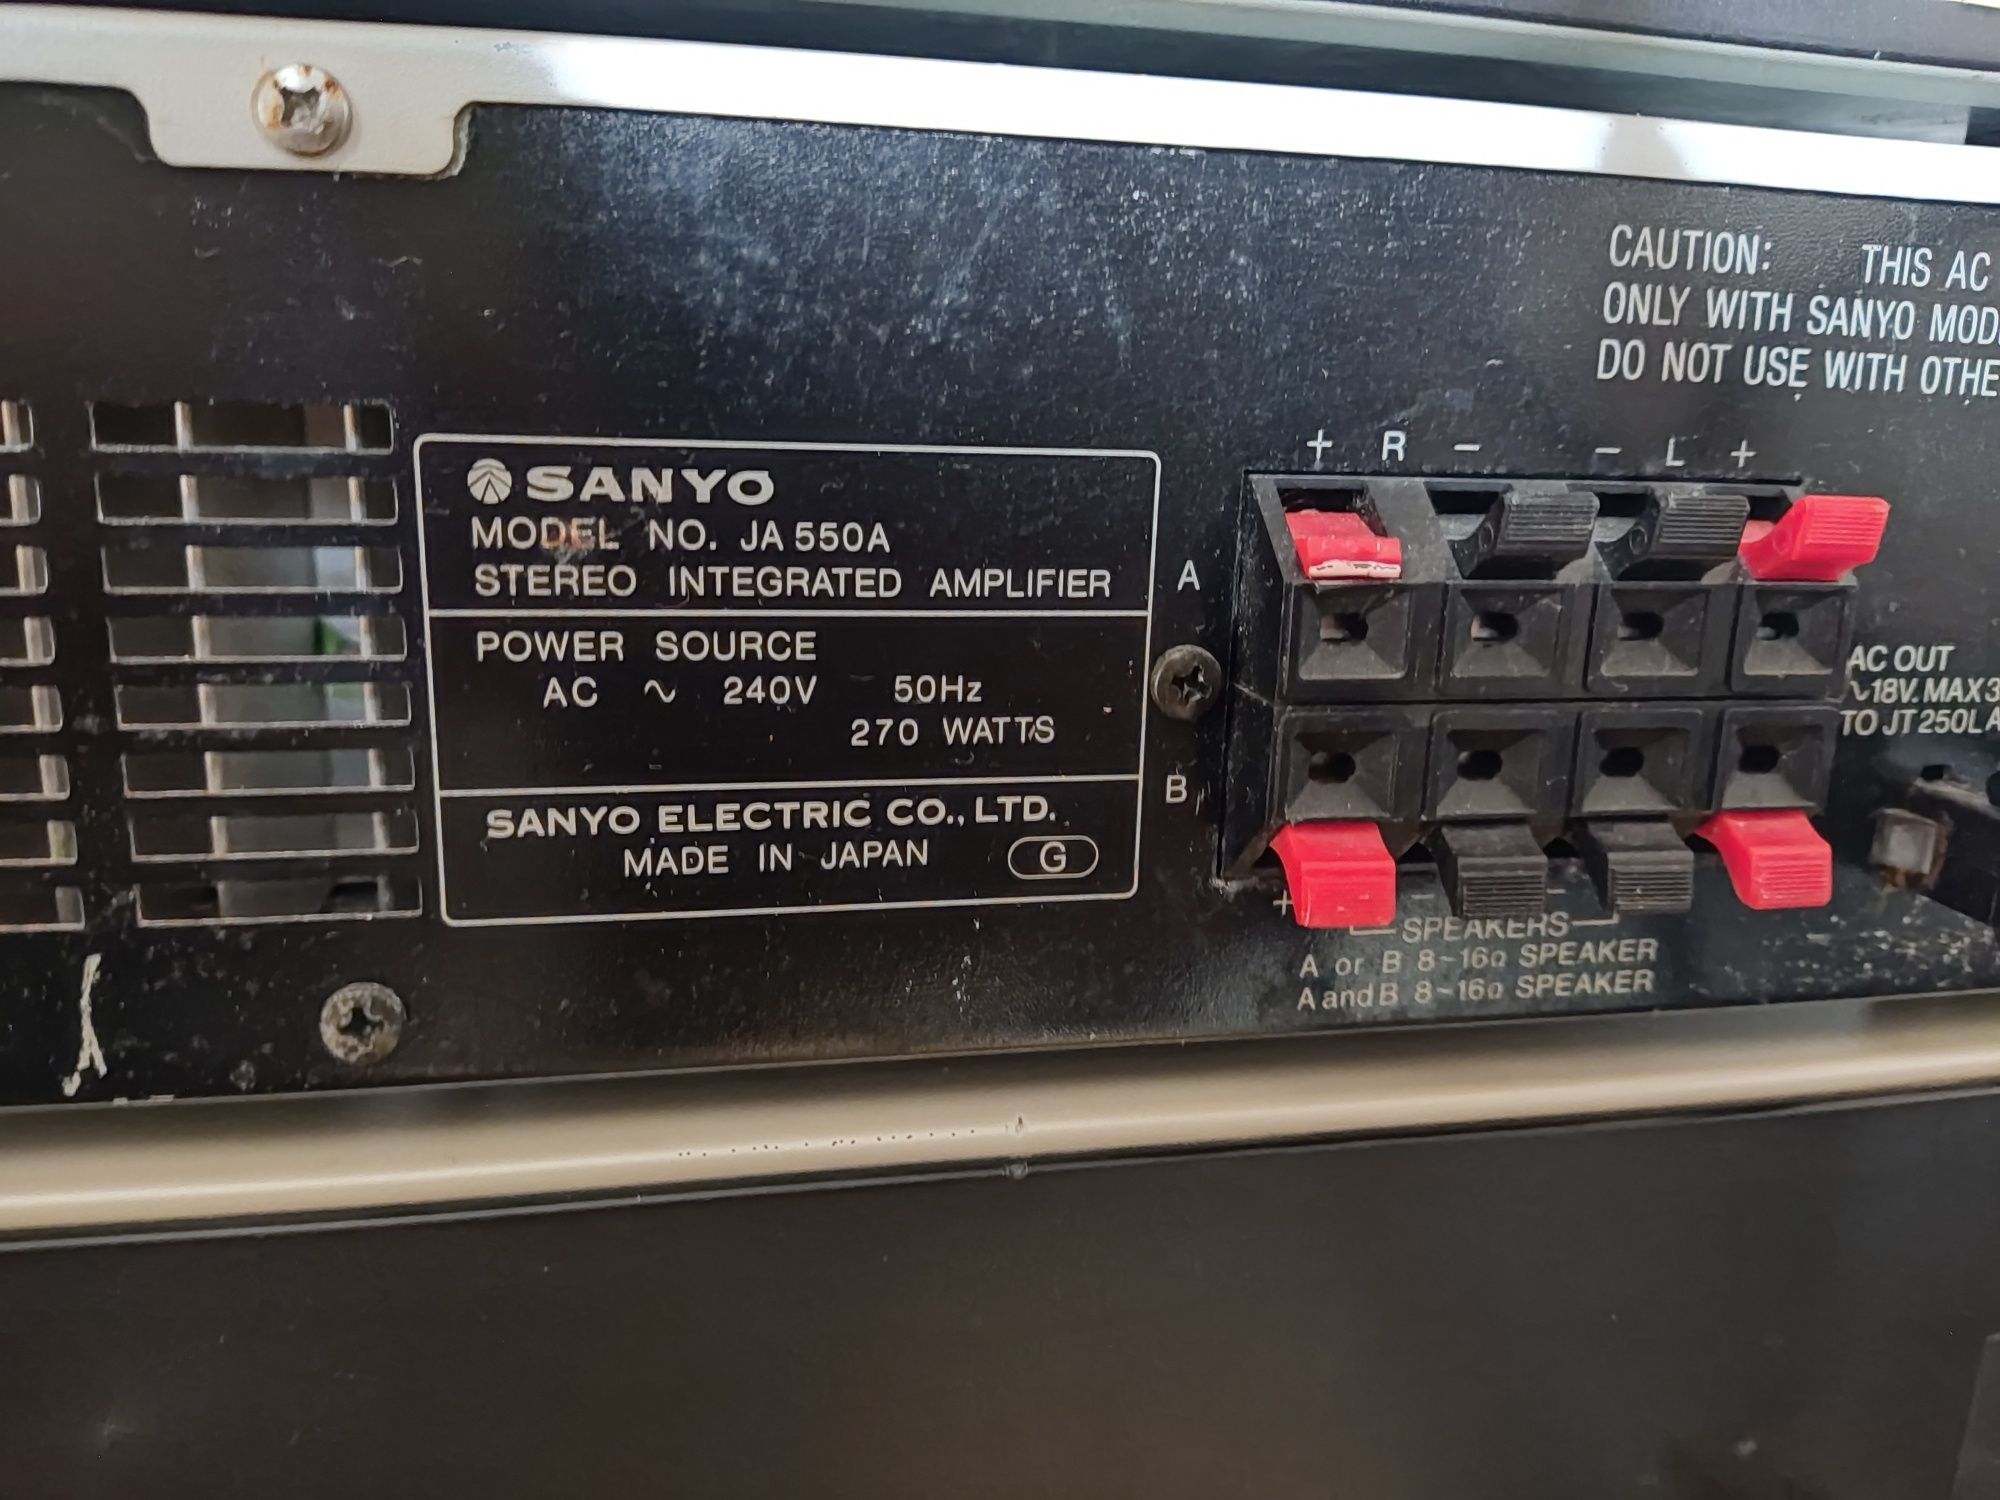 SANYO
MODEL NO. JA 550A
STEREO INTEGRATED AMPLIFIER
POWER SOURCE
AC ∿ 240V 50Hz
270 WATTS
SANYO ELECTRIC CO., LTD.
MADE IN JAPAN G
CAUTION: THIS AC
ONLY WITH SANYO
DO NOT USE WITH
+ R − − L +
A
B
+ −
SPEAKERS
A or B 8~16Ω SPEAKER
A and B 8~16Ω SPEAKER
AC OUT
∿18V. MAX
TO JT 250L